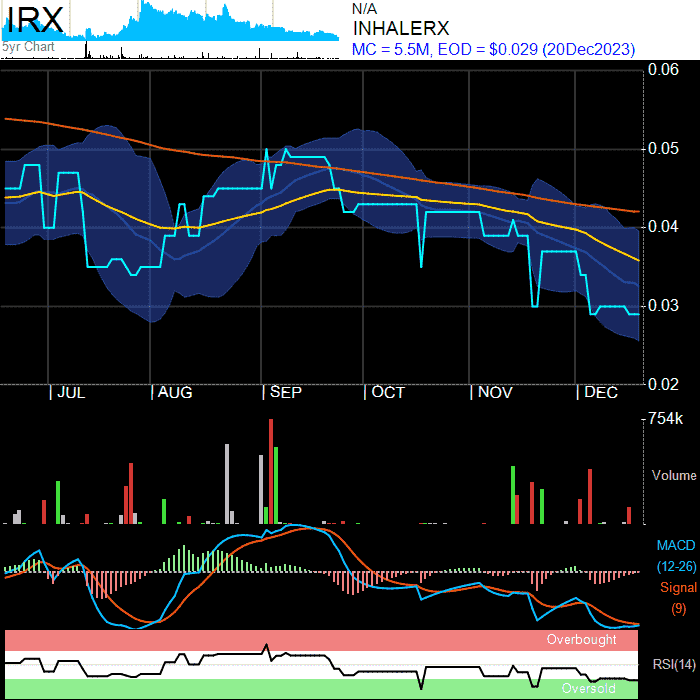 IRX
5yr Chart
N/A
INHALERX
MC = 5.5M, EOD = $0.029 (20Dec2023)
0.06
0.05
0.04
0.03
0.02
JUL AUG SEP OCT NOV DEC
754k
Volume
MACD
(12-26)
Signal
(9)
Overbought
RSI(14)
Oversold